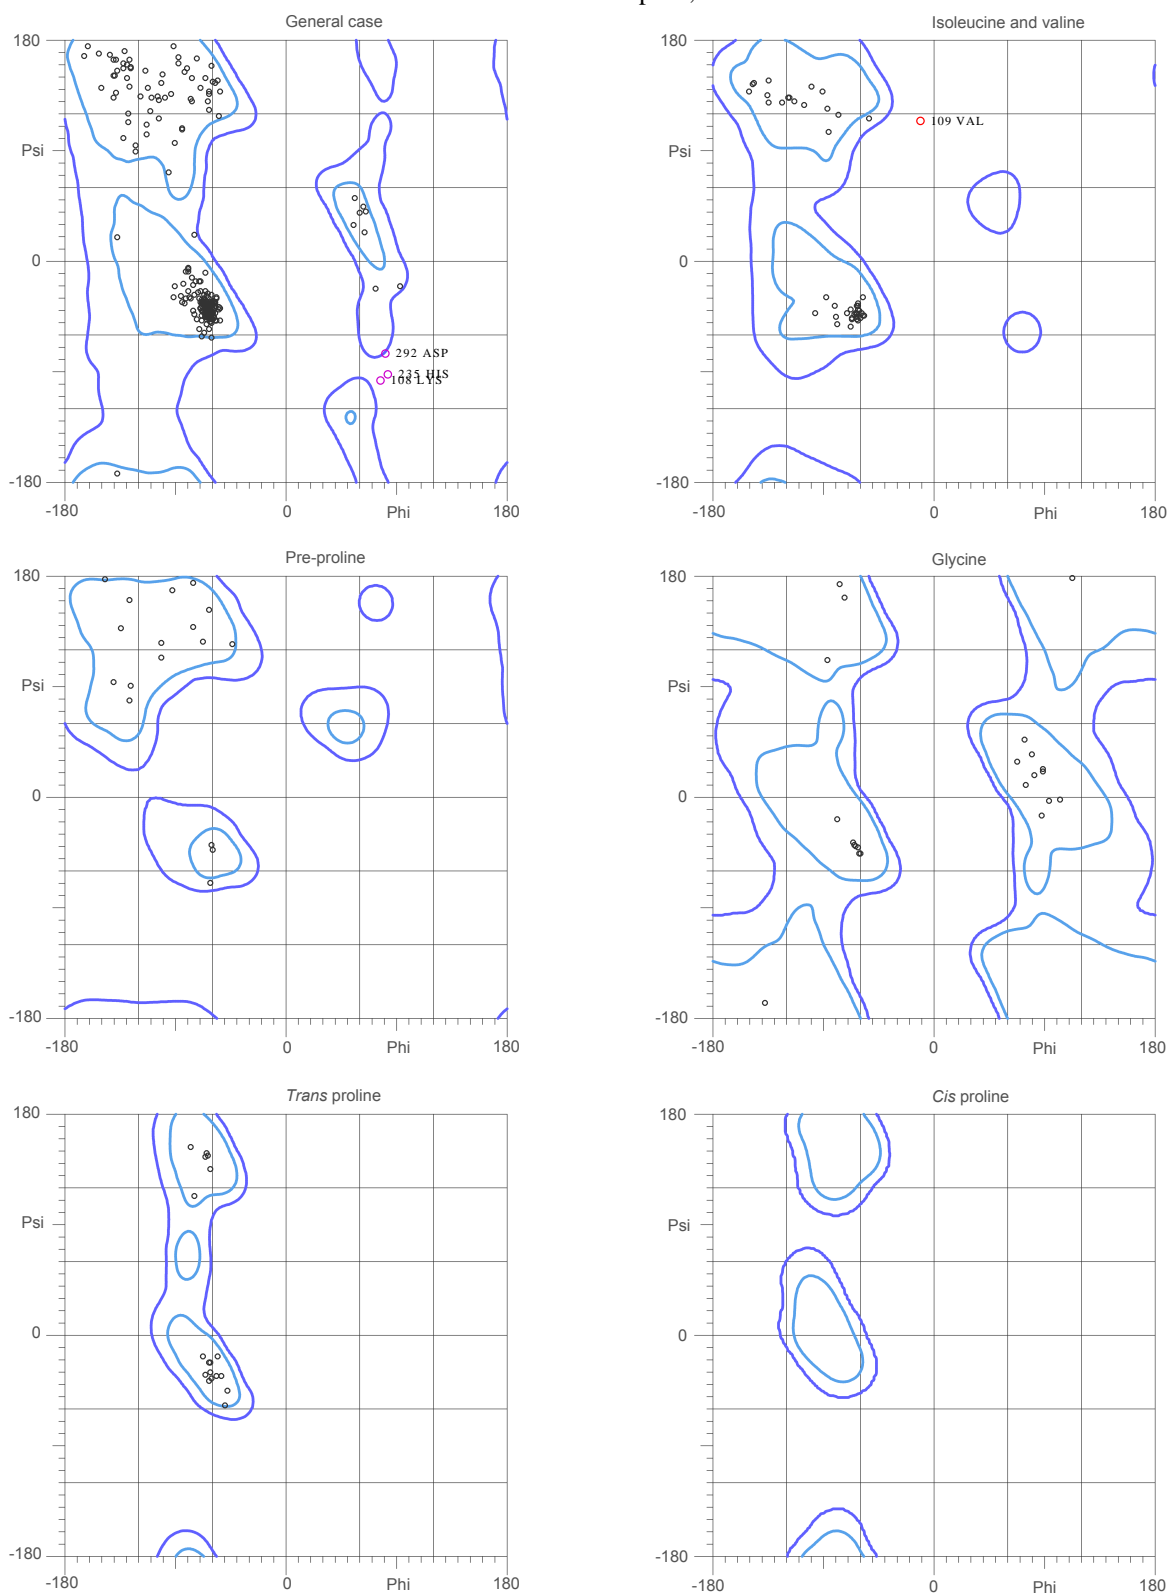 General case
Isoleucine and valine
180
180
109 VAL
Psi
Psi
0
0
292 ASP
235 HIS
108 LYS
-180
-180
-180
0
Phi
180
-180
0
Phi
180
Pre-proline
Glycine
180
180
Psi
Psi
0
0
-180
-180
-180
0
Phi
180
-180
0
Phi
180
Trans proline
Cis proline
180
180
Psi
Psi
0
0
-180
-180
-180
0
Phi
180
-180
0
Phi
180